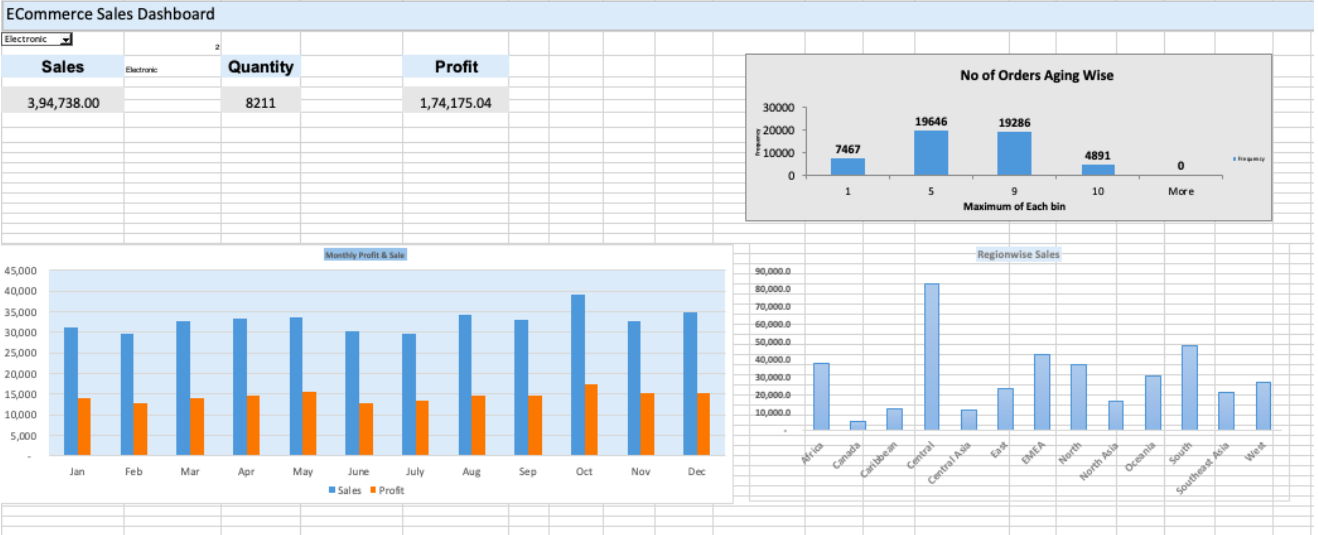 ECommerce Sales Dashboard
Electronic
2
Sales Electronic Quantity Profit
3,94,738.00 8211 1,74,175.04
No of Orders Aging Wise
30000
20000
10000
0
Frequency
7467 19646 19286 4891 0
1 5 9 10 More
Maximum of Each bin
Frequency
Monthly Profit & Sale
45,000
40,000
35,000
30,000
25,000
20,000
15,000
10,000
5,000
-
Jan Feb Mar Apr May June July Aug Sep Oct Nov Dec
Sales Profit
Regionwise Sales
90,000.0
80,000.0
70,000.0
60,000.0
50,000.0
40,000.0
30,000.0
20,000.0
10,000.0
-
Africa Canada Caribbean Central Central Asia East EMEA North North Asia Oceania South Southeast Asia West